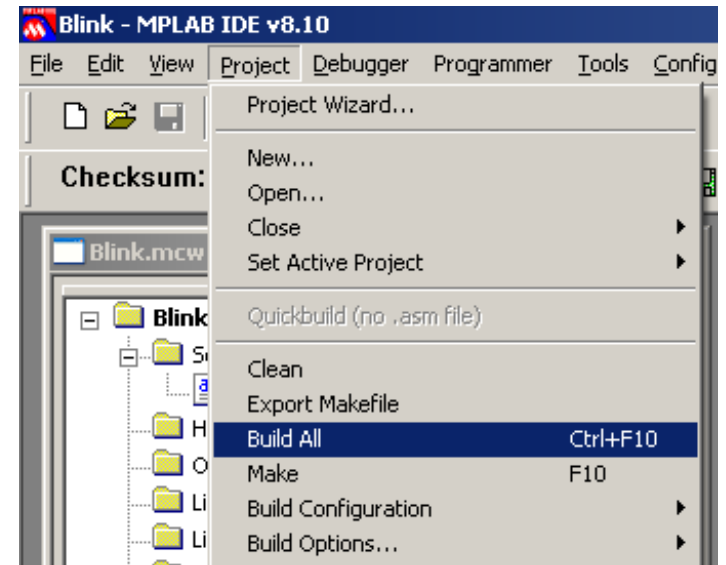 Blink - MPLAB IDE v8.10
File Edit View Project Debugger Programmer Tools Config
Project Wizard...
Checksum:
New...
Open...
Close
Set Active Project
Blink.mcw
Quickbuild (no .asm file)
Blink
Clean
Export Makefile
Build All Ctrl+F10
Make F10
Build Configuration
Build Options...